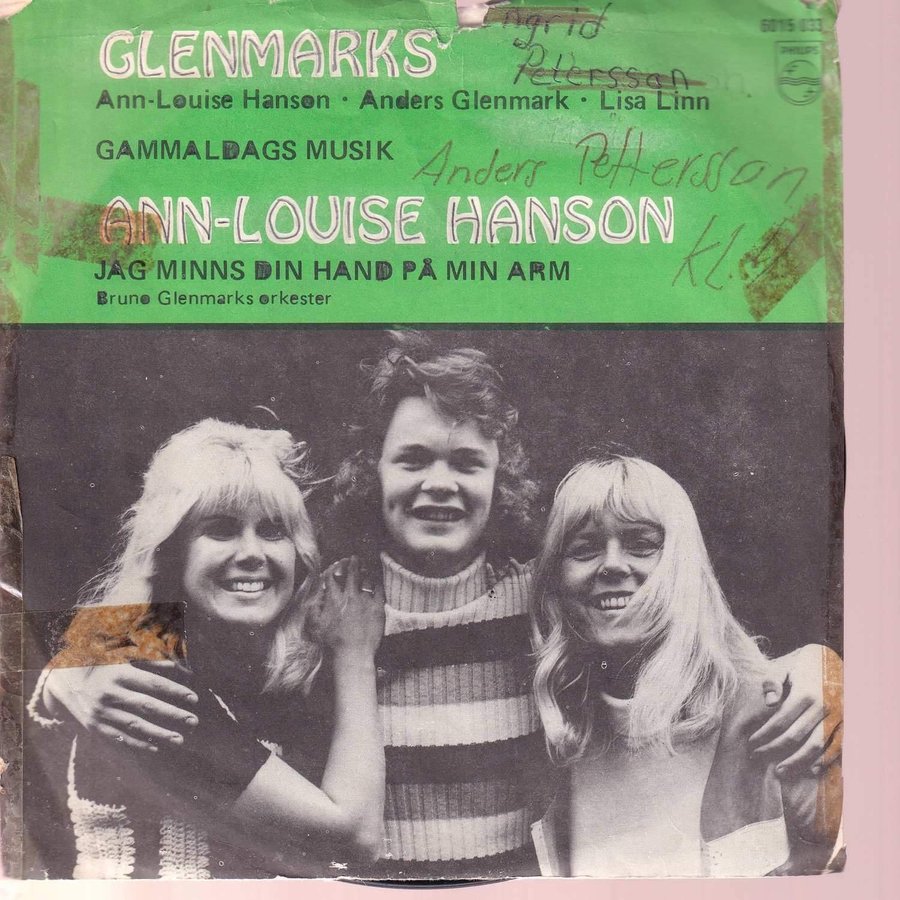 Ingrid
6015 033
GLENMARKS
Petersson
PHILIPS
Ann-Louise Hanson · Anders Glenmark · Lisa Linn
GAMMALDAGS MUSIK
Anders Pettersson
ANN-LOUISE HANSON
KL.
JAG MINNS DIN HAND PÅ MIN ARM
Bruno Glenmarks orkester